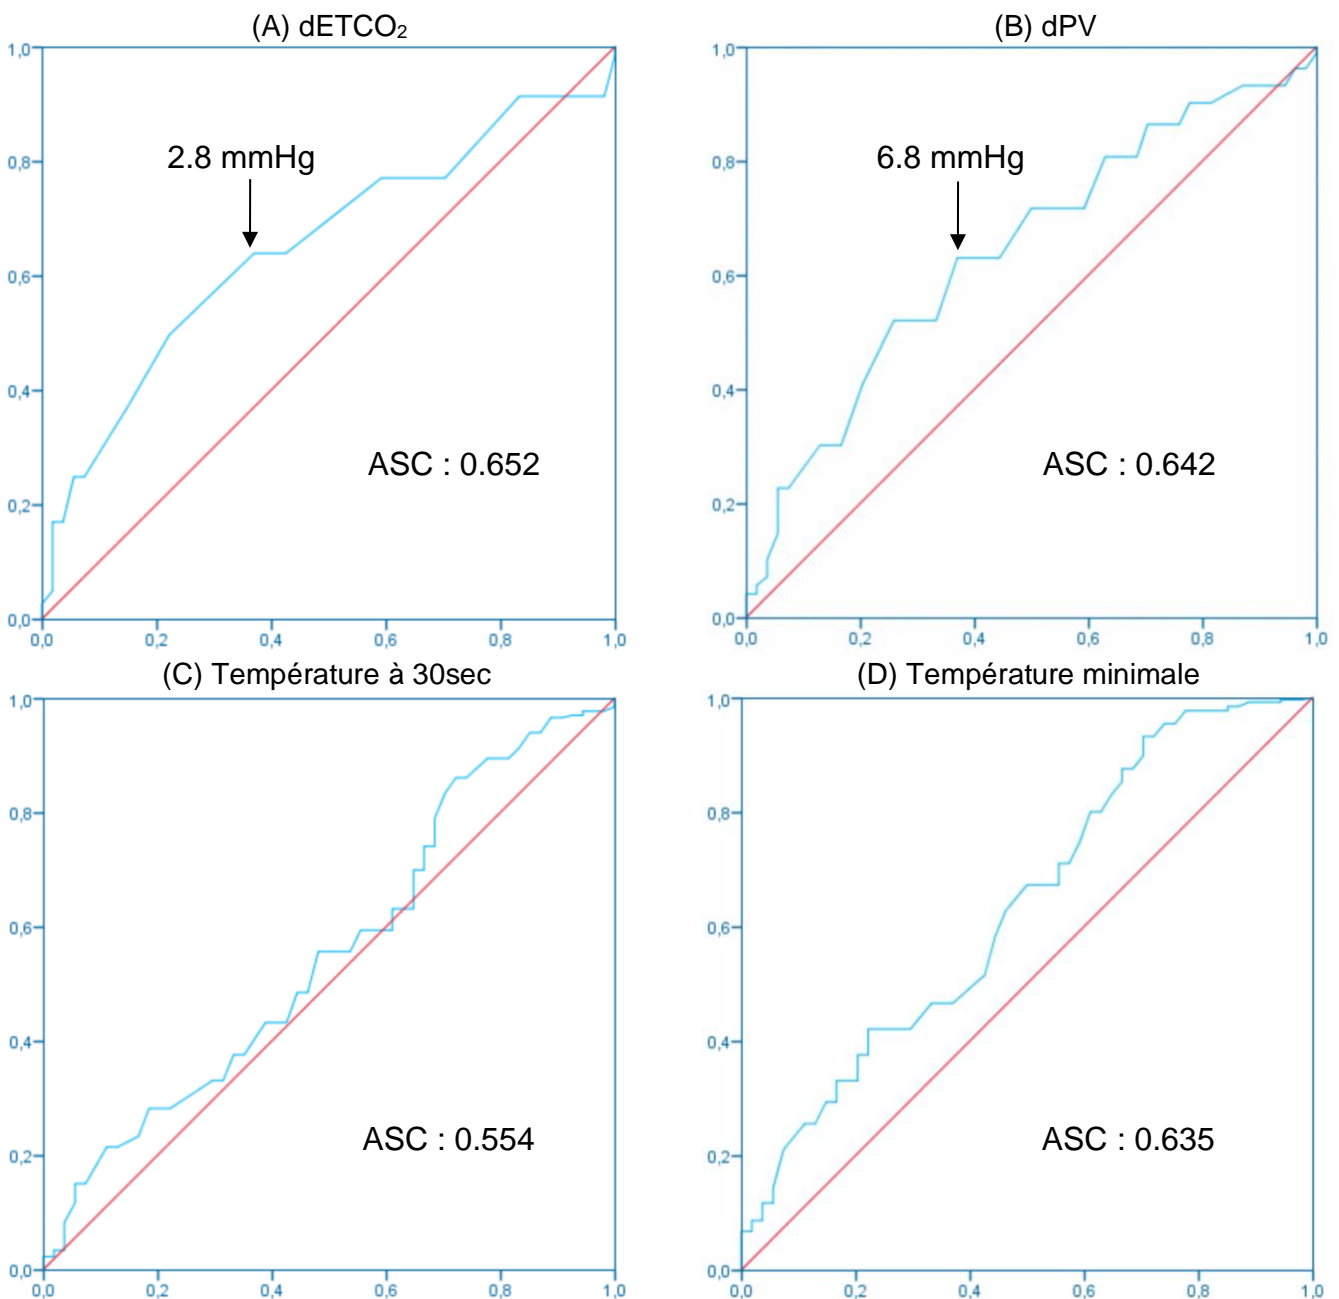 (A) dETCO₂
(B) dPV
1,0
0,8
0,6
0,4
0,2
0,0
0,0 0,2 0,4 0,6 0,8 1,0
2.8 mmHg
ASC : 0.652
1,0
0,8
0,6
0,4
0,2
0,0
0,0 0,2 0,4 0,6 0,8 1,0
6.8 mmHg
ASC : 0.642
(C) Température à 30sec
(D) Température minimale
1,0
0,8
0,6
0,4
0,2
0,0
0,0 0,2 0,4 0,6 0,8 1,0
ASC : 0.554
1,0
0,8
0,6
0,4
0,2
0,0
0,0 0,2 0,4 0,6 0,8 1,0
ASC : 0.635